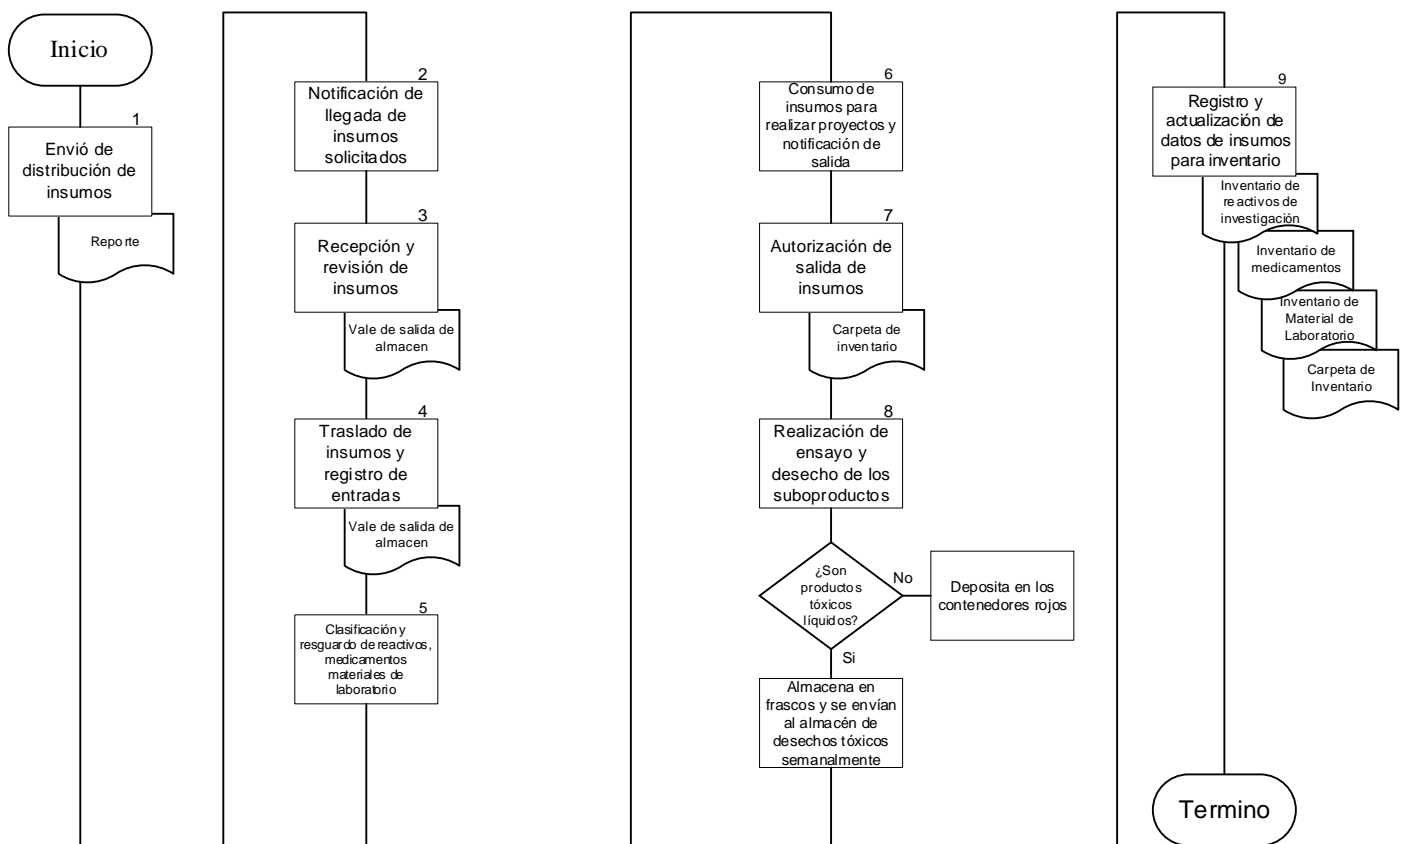 Inicio
1
Envió de
distribución de
insumos
Reporte
2
Notificación de
llegada de
insumos
solicitados
3
Recepción y
revisión de
insumos
Vale de salida de
almacen
4
Traslado de
insumos y
registro de
entradas
Vale de salida de
almacen
5
Clasificación y
resguardo de reactivos,
medicamentos
materiales de
laboratorio
6
Consumo de
insumos para
realizar proyectos y
notificación de
salida
7
Autorización de
salida de
insumos
Carpeta de
inventario
8
Realización de
ensayo y
desecho de los
suboproductos
¿Son
productos
tóxicos
líquidos?
No
Deposita en los
contenedores rojos
Si
Almacena en
frascos y se envían
al almacén de
desechos tóxicos
semanalmente
9
Registro y
actualización de
datos de insumos
para inventario
Inventario de
reactivos de
investigación
Inventario de
medicamentos
Inventario de
Material de
Laboratorio
Carpeta de
Inventario
Termino